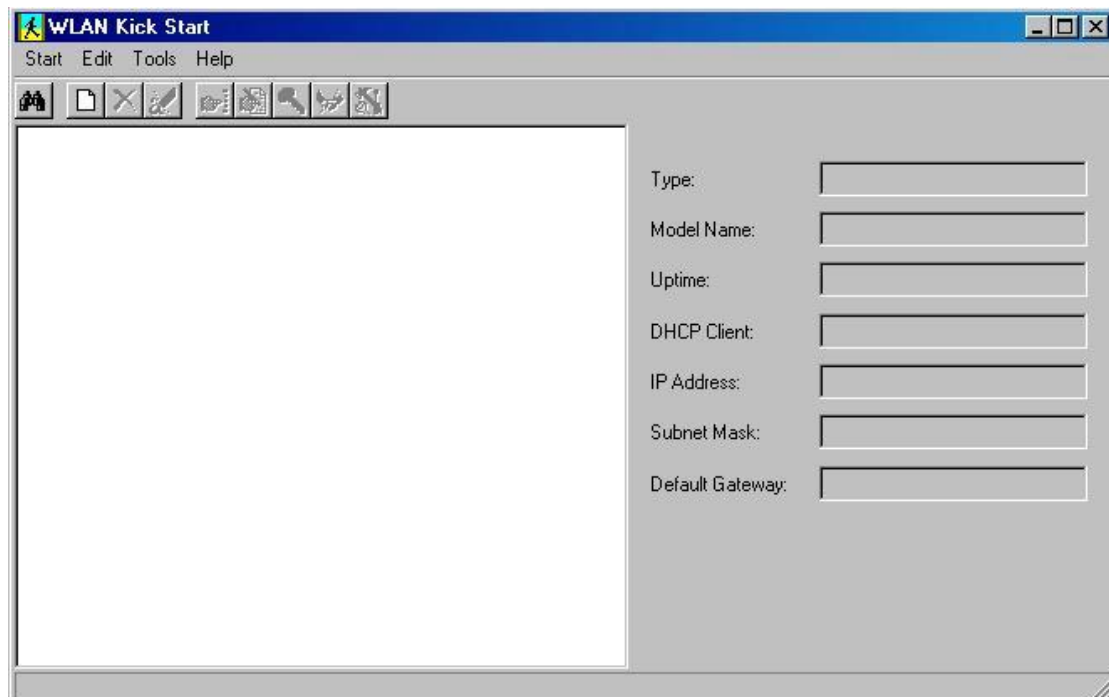 WLAN Kick Start
Start Edit Tools Help
Type:
Model Name:
Uptime:
DHCP Client:
IP Address:
Subnet Mask:
Default Gateway: